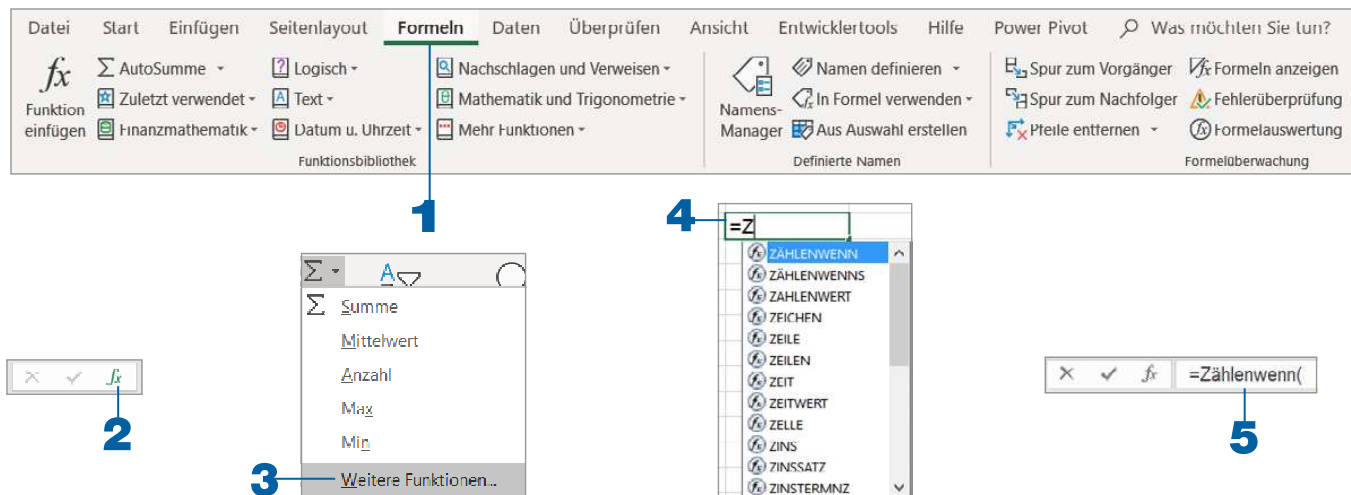 Datei Start Einfügen Seitenlayout Formeln Daten Überprüfen Ansicht Entwicklertools Hilfe Power Pivot Was möchten Sie tun?
fx Funktion einfügen
AutoSumme
Zuletzt verwendet
Finanzmathematik
Logisch
Text
Datum u. Uhrzeit
Nachschlagen und Verweisen
Mathematik und Trigonometrie
Mehr Funktionen
Funktionsbibliothek
Namens-
Manager
Namen definieren
In Formel verwenden
Aus Auswahl erstellen
Definierte Namen
Spur zum Vorgänger
Spur zum Nachfolger
Pfeile entfernen
Formeln anzeigen
Fehlerüberprüfung
Formelauswertung
Formelüberwachung
1
fx
2
Σ
Σ Summe
Mittelwert
Anzahl
Max
Min
3 Weitere Funktionen...
4 =Z
ZÄHLENWENN
ZÄHLENWENNS
ZAHLENWERT
ZEICHEN
ZEILE
ZEILEN
ZEIT
ZEITWERT
ZELLE
ZINS
ZINSSATZ
ZINSTERMNZ
fx =Zählenwenn(
5